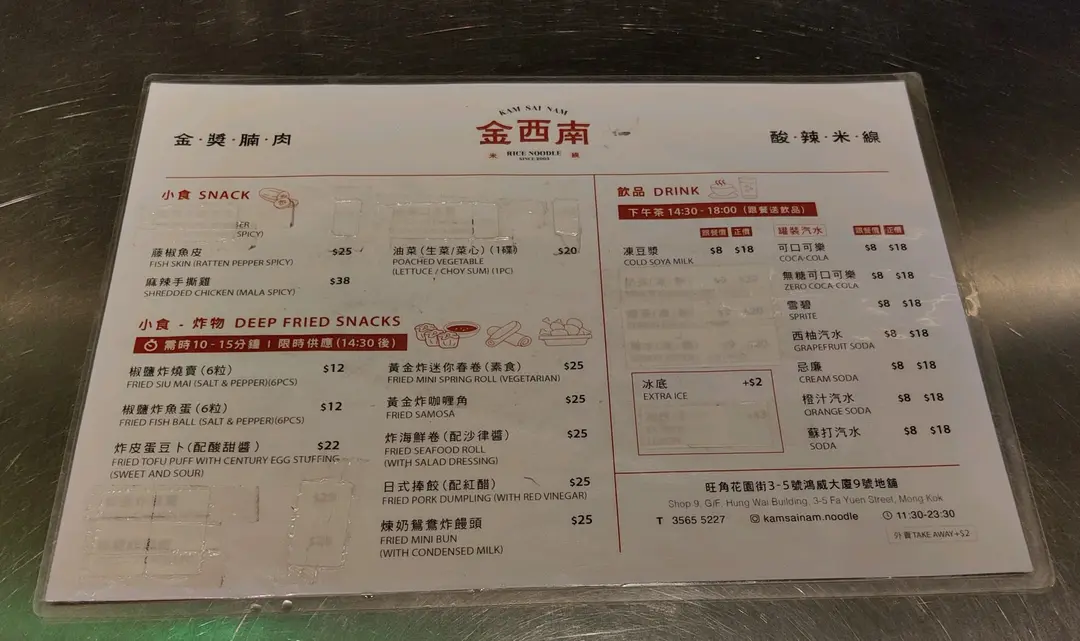 金·獎·腩·肉
KAM SAI NAM
金西南
米 RICE NOODLE 線
SINCE 2003
酸·辣·米·線
小食 SNACK
SPICY)
藤椒魚皮 $25
FISH SKIN (RATTEN PEPPER SPICY)
麻辣手撕雞 $38
SHREDDED CHICKEN (MALA SPICY)
油菜(生菜/菜心)(1碟) $20
POACHED VEGETABLE
(LETTUCE / CHOY SUM) (1PC)
小食 - 炸物 DEEP FRIED SNACKS
需時10 - 15分鐘 | 限時供應 (14:30 後)
椒鹽炸燒賣 (6粒) $12
FRIED SIU MAI (SALT & PEPPER)(6PCS)
椒鹽炸魚蛋 (6粒) $12
FRIED FISH BALL (SALT & PEPPER)(6PCS)
炸皮蛋豆卜(配酸甜醬) $22
FRIED TOFU PUFF WITH CENTURY EGG STUFFING
(SWEET AND SOUR)
黃金炸迷你春卷 (素食) $25
FRIED MINI SPRING ROLL (VEGETARIAN)
黃金炸咖喱角 $25
FRIED SAMOSA
炸海鮮卷 (配沙律醬) $25
FRIED SEAFOOD ROLL
(WITH SALAD DRESSING)
日式捧餃 (配紅醋) $25
FRIED PORK DUMPLING (WITH RED VINEGAR)
煉奶鴛鴦炸饅頭 $25
FRIED MINI BUN
(WITH CONDENSED MILK)
飲品 DRINK
下午茶 14:30 - 18:00 (跟餐送飲品)
跟餐價 正價
凍豆漿 $8 $18
COLD SOYA MILK
冰底 +$2
EXTRA ICE
罐裝汽水 跟餐價 正價
可口可樂 $8 $18
COCA-COLA
無糖可口可樂 $8 $18
ZERO COCA-COLA
雪碧 $8 $18
SPRITE
西柚汽水 $8 $18
GRAPEFRUIT SODA
忌廉 $8 $18
CREAM SODA
橙汁汽水 $8 $18
ORANGE SODA
蘇打汽水 $8 $18
SODA
旺角花園街3-5號鴻威大廈9號地舖
Shop 9, G/F, Hung Wai Building, 3-5 Fa Yuen Street, Mong Kok
T 3565 5227 kamsainam.noodle 11:30-23:30
外賣 TAKE AWAY +$2